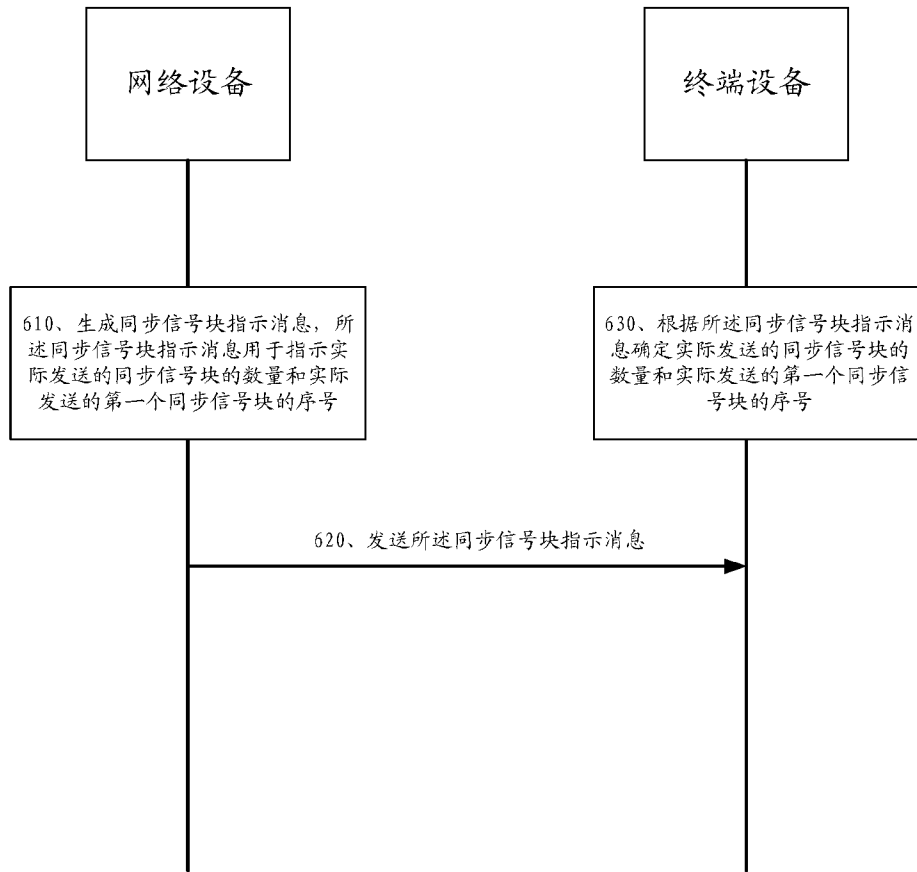 网络设备
终端设备
610、生成同步信号块指示消息，所
述同步信号块指示消息用于指示实
际发送的同步信号块的数量和实际
发送的第一个同步信号块的序号
630、根据所述同步信号块指示消
息确定实际发送的同步信号块的
数量和实际发送的第一个同步信
号块的序号
620、发送所述同步信号块指示消息